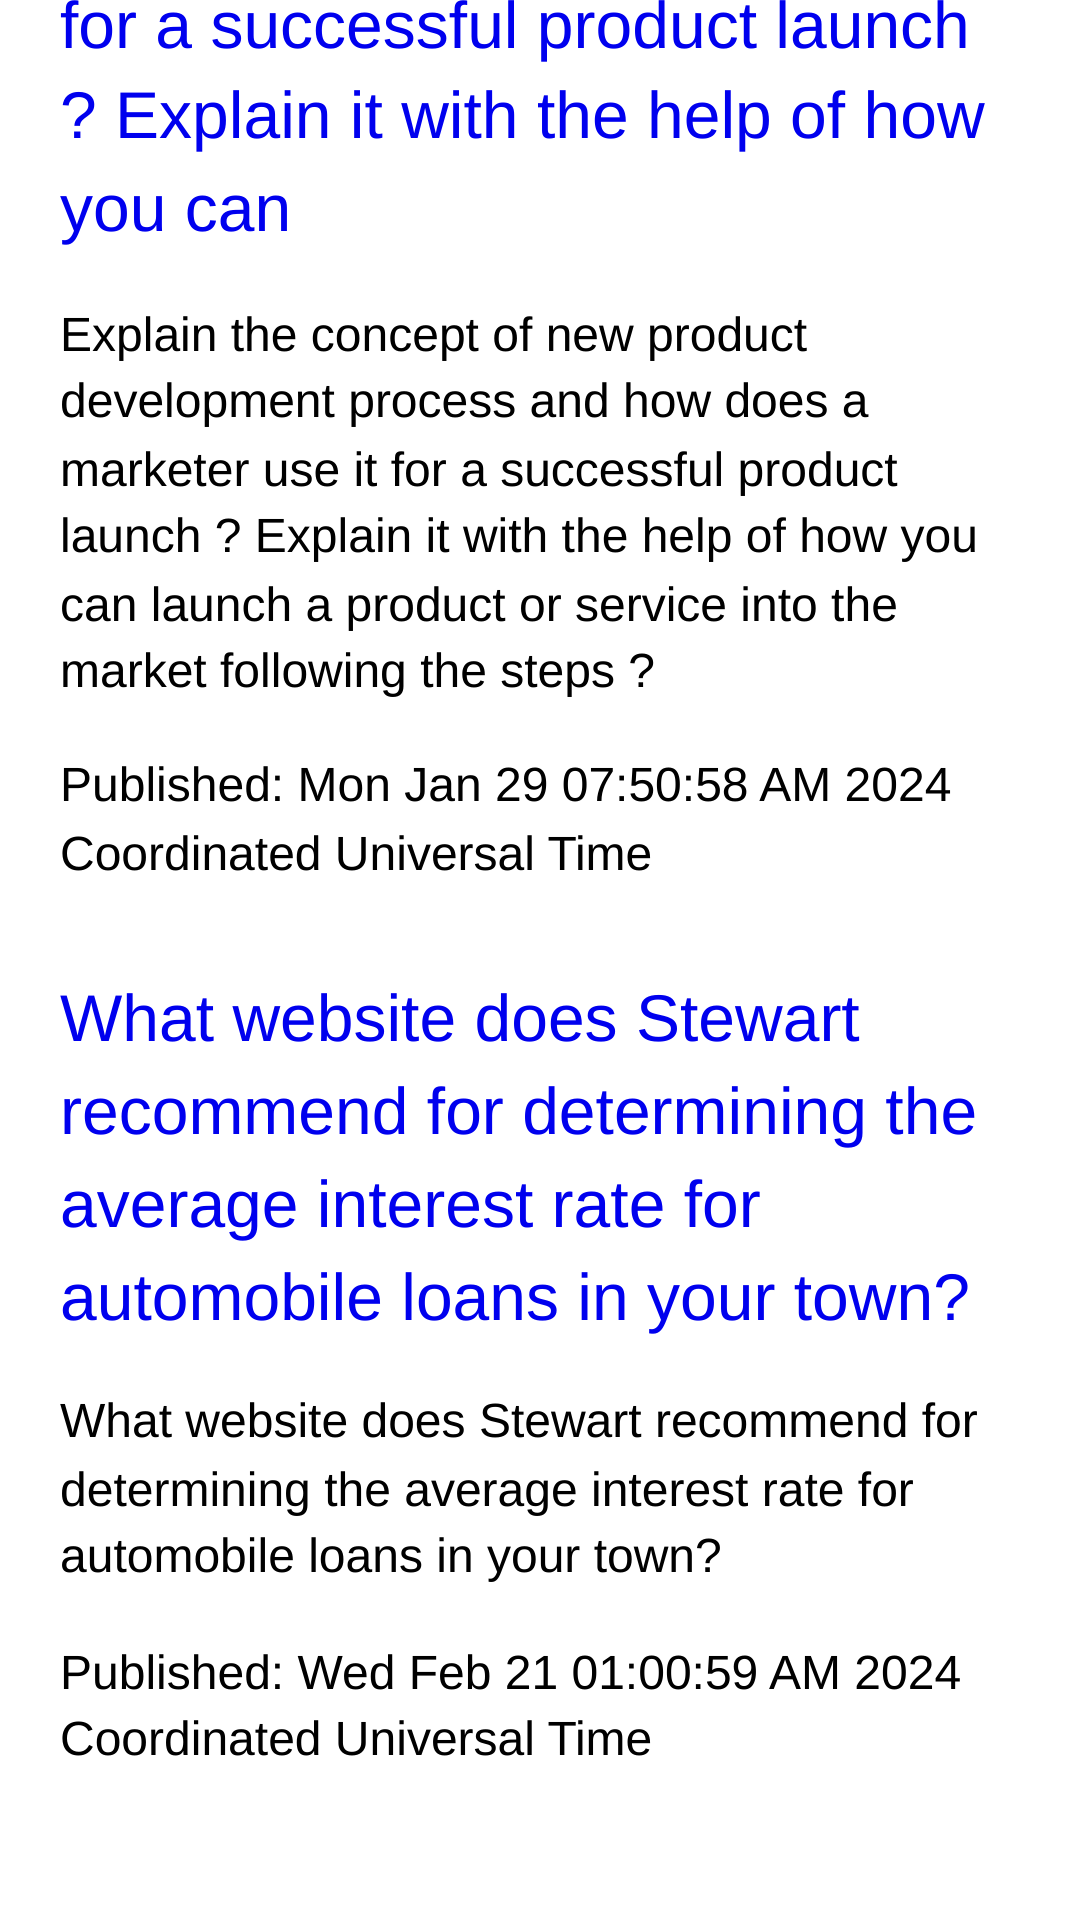 for a successful product launch
? Explain it with the help of how
you can
Explain the concept of new product
development process and how does a
marketer use it for a successful product
launch ? Explain it with the help of how you
can launch a product or service into the
market following the steps ?
Published: Mon Jan 29 07:50:58 AM 2024
Coordinated Universal Time
What website does Stewart
recommend for determining the
average interest rate for
automobile loans in your town?
What website does Stewart recommend for
determining the average interest rate for
automobile loans in your town?
Published: Wed Feb 21 01:00:59 AM 2024
Coordinated Universal Time